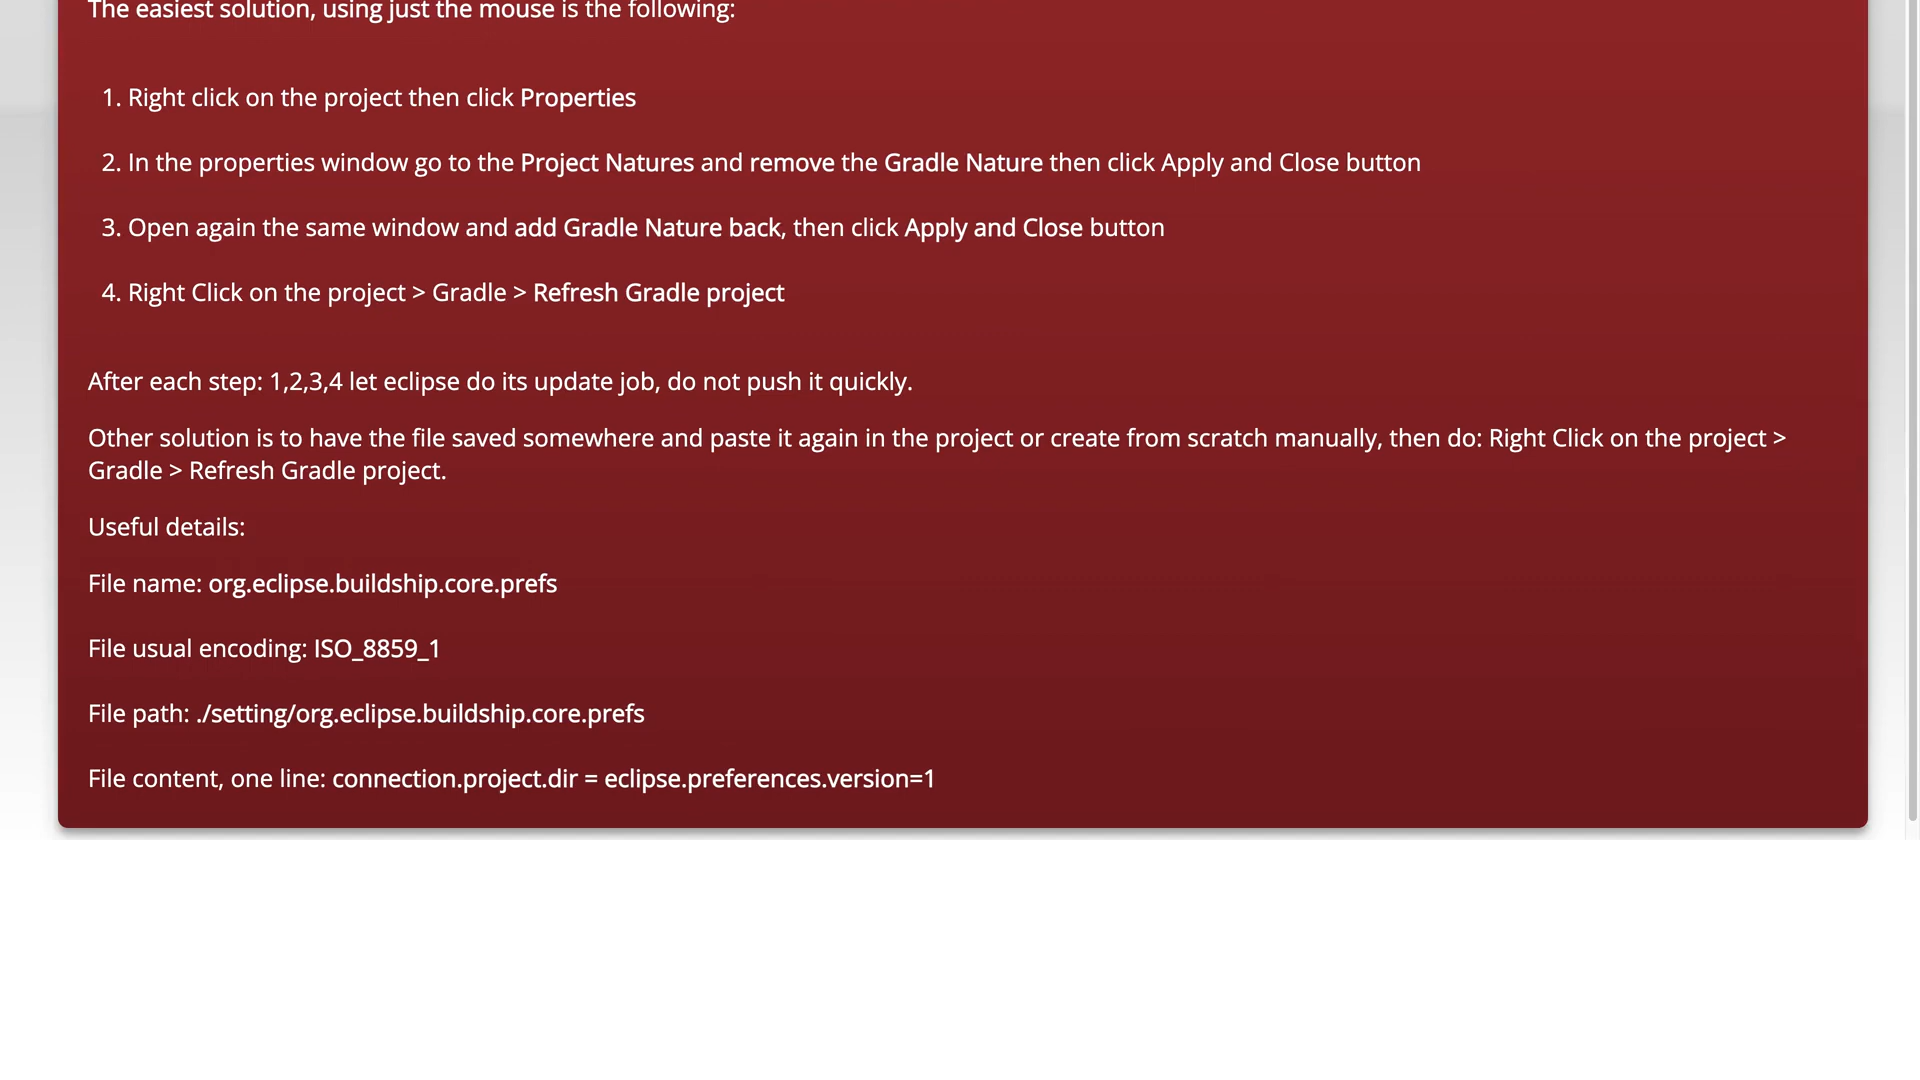 The easiest solution, using just the mouse is the following:
1. Right click on the project then click Properties
2. In the properties window go to the Project Natures and remove the Gradle Nature then click Apply and Close button
3. Open again the same window and add Gradle Nature back, then click Apply and Close button
4. Right Click on the project > Gradle > Refresh Gradle project
After each step: 1,2,3,4 let eclipse do its update job, do not push it quickly.
Other solution is to have the file saved somewhere and paste it again in the project or create from scratch manually, then do: Right Click on the project >
Gradle > Refresh Gradle project.
Useful details:
File name: org.eclipse.buildship.core.prefs
File usual encoding: ISO_8859_1
File path: ./setting/org.eclipse.buildship.core.prefs
File content, one line: connection.project.dir = eclipse.preferences.version=1